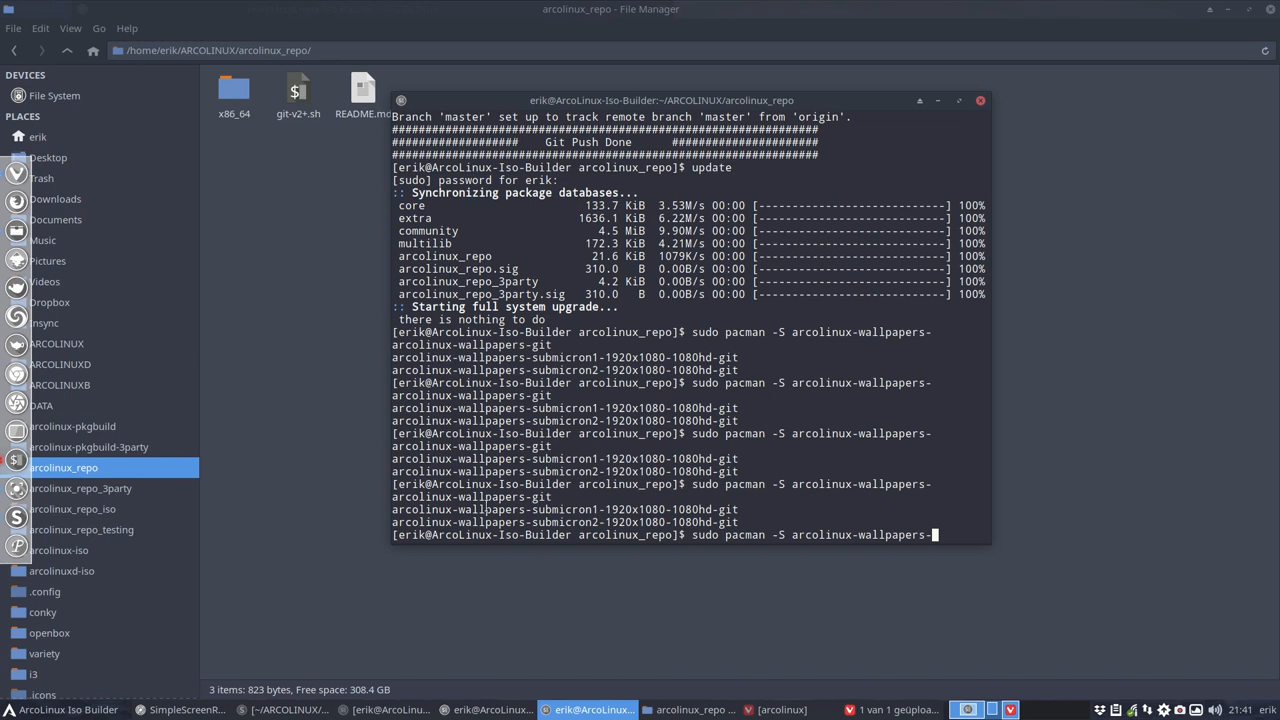 arcolinux_repo - File Manager
File Edit View Go Help
/home/erik/ARCOLINUX/arcolinux_repo/
DEVICES
File System
PLACES
erik
Desktop
Trash
Downloads
Documents
Music
Pictures
Videos
Dropbox
Insync
ARCOLINUX
ARCOLINUXD
ARCOLINUXB
DATA
arcolinux-pkgbuild
arcolinux-pkgbuild-3party
arcolinux_repo
arcolinux_repo_3party
arcolinux_repo_iso
arcolinux_repo_testing
arcolinux-iso
arcolinuxd-iso
.config
conky
openbox
variety
i3
.icons
x86_64
git-v2+.sh
README.md
erik@ArcoLinux-Iso-Builder:~/ARCOLINUX/arcolinux_repo
Branch 'master' set up to track remote branch 'master' from 'origin'.
######################################################################
###################    Git Push Done      ######################
######################################################################
[erik@ArcoLinux-Iso-Builder arcolinux_repo]$ update
[sudo] password for erik:
:: Synchronizing package databases...
core 133.7 KiB 3.53M/s 00:00 [----------------------------] 100%
extra 1636.1 KiB 6.22M/s 00:00 [----------------------------] 100%
community 4.5 MiB 9.90M/s 00:00 [----------------------------] 100%
multilib 172.3 KiB 4.21M/s 00:00 [----------------------------] 100%
arcolinux_repo 21.6 KiB 1079K/s 00:00 [----------------------------] 100%
arcolinux_repo.sig 310.0 B 0.00B/s 00:00 [----------------------------] 100%
arcolinux_repo_3party 4.2 KiB 0.00B/s 00:00 [----------------------------] 100%
arcolinux_repo_3party.sig 310.0 B 0.00B/s 00:00 [----------------------------] 100%
:: Starting full system upgrade...
there is nothing to do
[erik@ArcoLinux-Iso-Builder arcolinux_repo]$ sudo pacman -S arcolinux-wallpapers-
arcolinux-wallpapers-git
arcolinux-wallpapers-submicron1-1920x1080-1080hd-git
arcolinux-wallpapers-submicron2-1920x1080-1080hd-git
[erik@ArcoLinux-Iso-Builder arcolinux_repo]$ sudo pacman -S arcolinux-wallpapers-
arcolinux-wallpapers-git
arcolinux-wallpapers-submicron1-1920x1080-1080hd-git
arcolinux-wallpapers-submicron2-1920x1080-1080hd-git
[erik@ArcoLinux-Iso-Builder arcolinux_repo]$ sudo pacman -S arcolinux-wallpapers-
arcolinux-wallpapers-git
arcolinux-wallpapers-submicron1-1920x1080-1080hd-git
arcolinux-wallpapers-submicron2-1920x1080-1080hd-git
[erik@ArcoLinux-Iso-Builder arcolinux_repo]$ sudo pacman -S arcolinux-wallpapers-
arcolinux-wallpapers-git
arcolinux-wallpapers-submicron1-1920x1080-1080hd-git
arcolinux-wallpapers-submicron2-1920x1080-1080hd-git
[erik@ArcoLinux-Iso-Builder arcolinux_repo]$ sudo pacman -S arcolinux-wallpapers-
3 items: 823 bytes, Free space: 308.4 GB
ArcoLinux Iso Builder SimpleScreenR... [~/ARCOLINUX/... [erik@ArcoLinux... erik@ArcoLinux... erik@ArcoLinux... arcolinux_repo ... [arcolinux] 1 van 1 geüploa... 21:41 erik